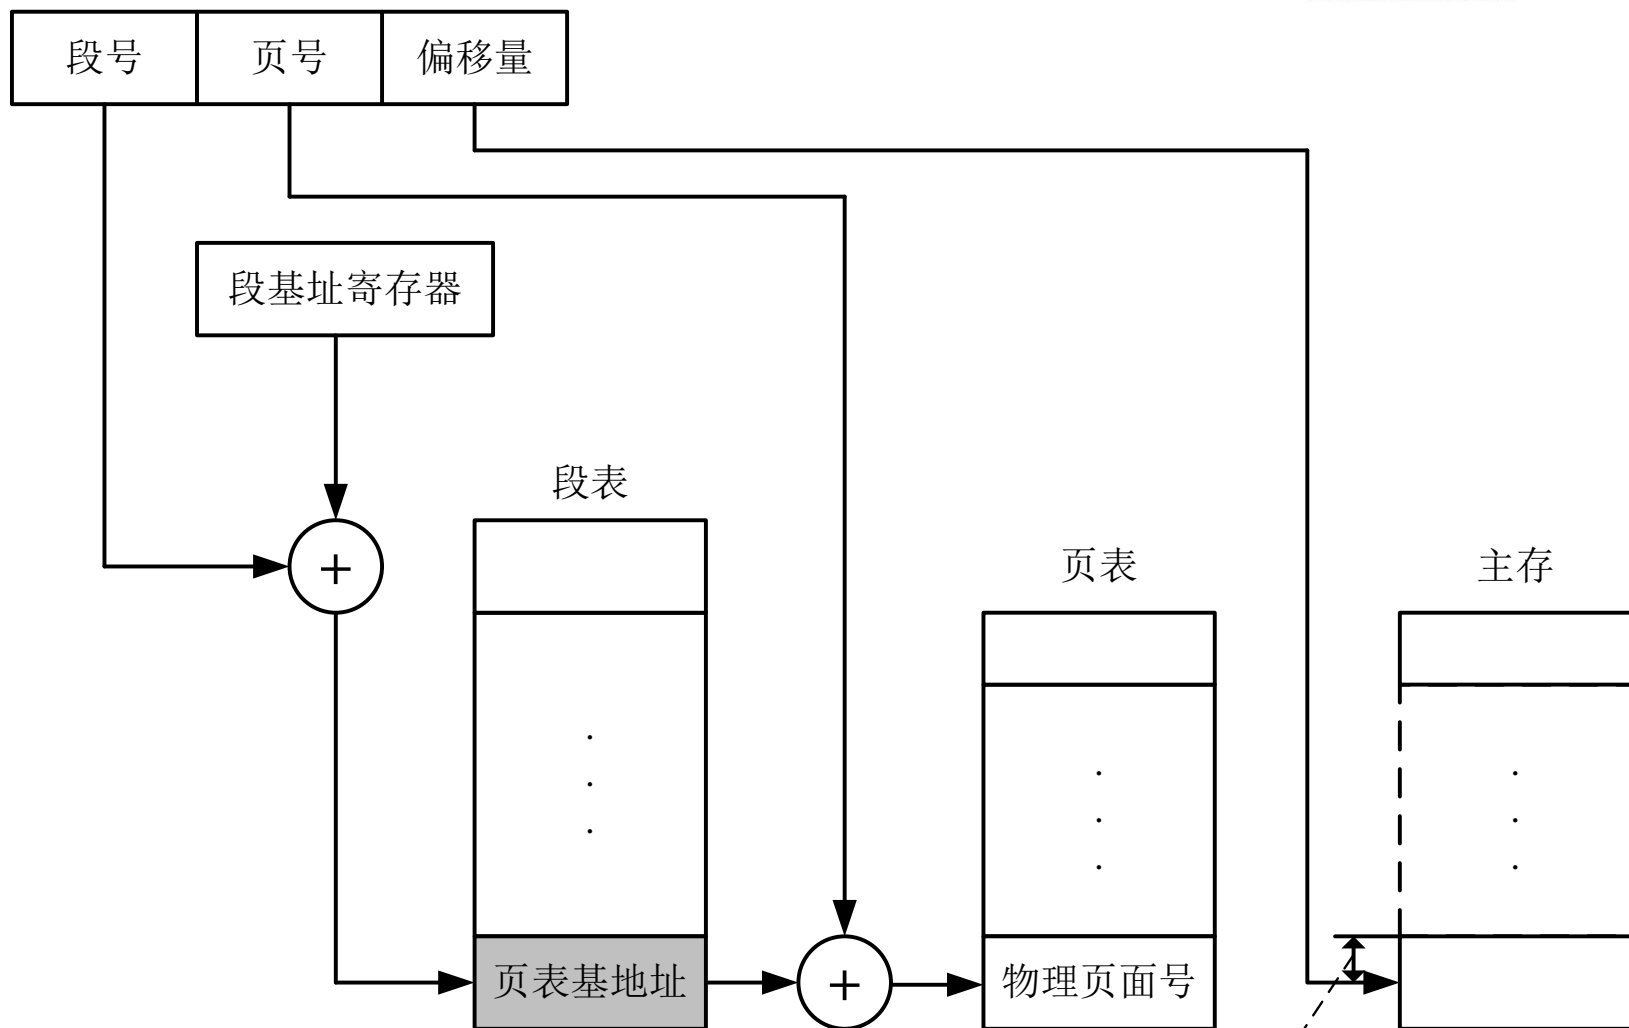 段号 页号 偏移量
段基址寄存器
段表
+
页表
主存
页表基地址
+
物理页面号